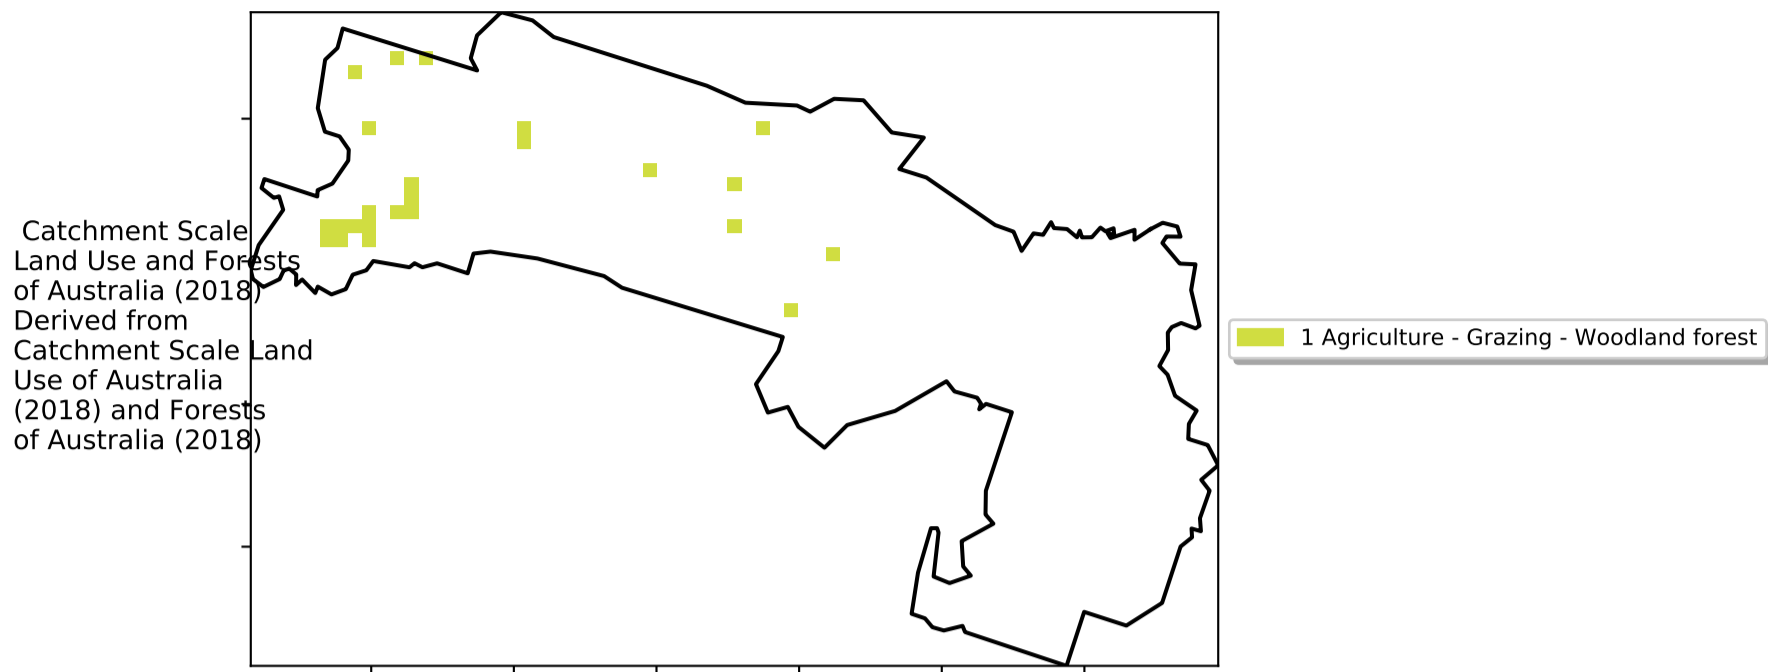 Catchment Scale
Land Use and Forests
of Australia (2018)
Derived from
Catchment Scale Land
Use of Australia
(2018) and Forests
of Australia (2018)
1 Agriculture - Grazing - Woodland forest